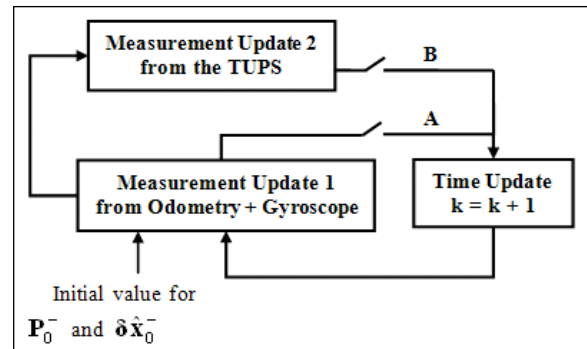 Measurement Update 2
from the TUPS
B
A
Measurement Update 1
from Odometry + Gyroscope
Time Update
k = k + 1
Initial value for
P₀⁻ and δx̂₀⁻